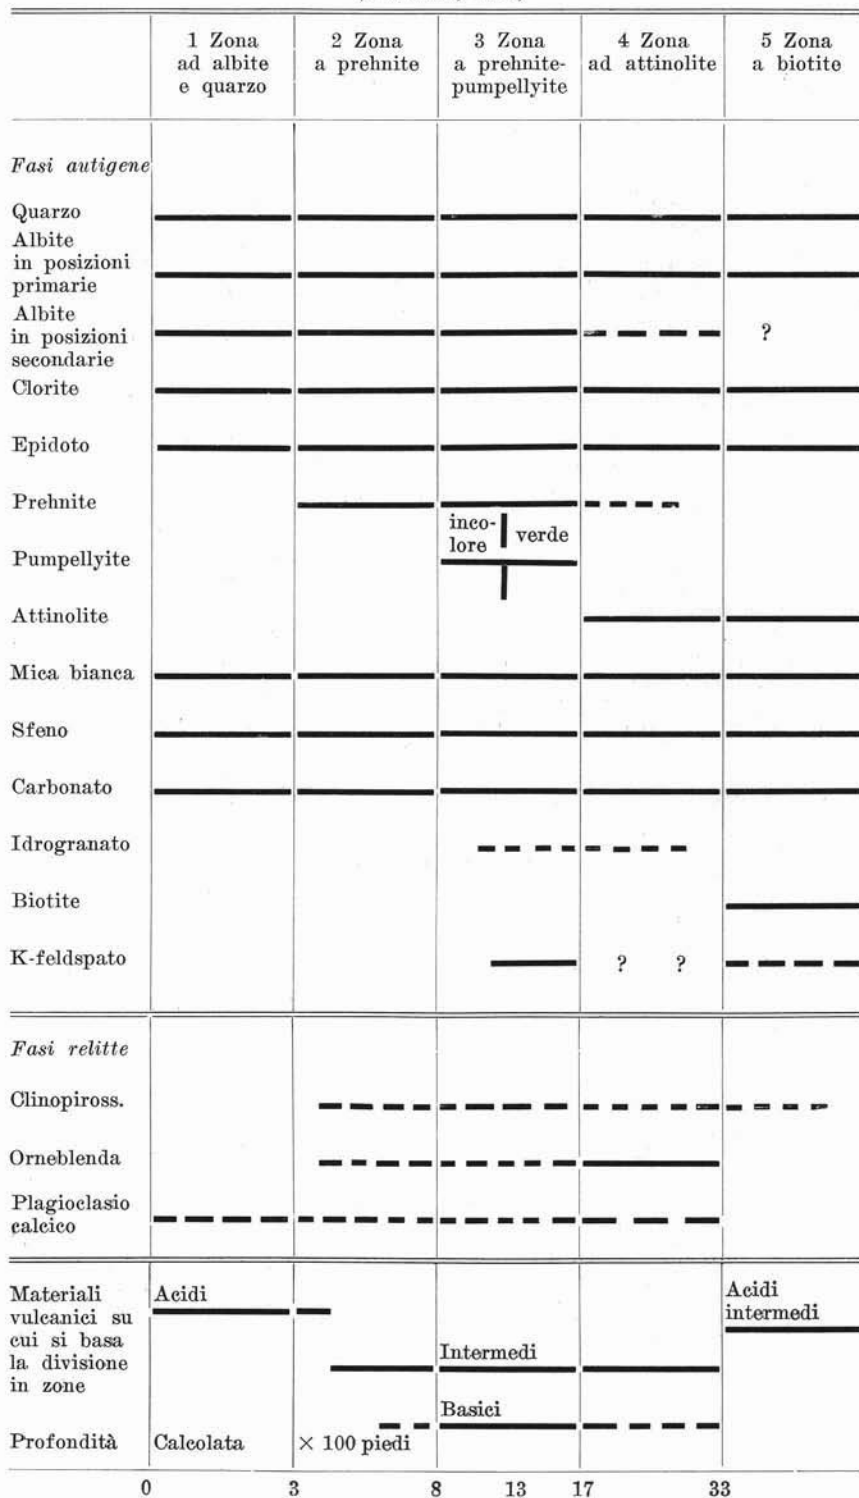 1 Zona
ad albite
e quarzo
2 Zona
a prehnite
3 Zona
a prehnite-
pumpellyite
4 Zona
ad attinolite
5 Zona
a biotite
Fasi autigene
Quarzo
Albite
in posizioni
primarie
Albite
in posizioni
secondarie
?
Clorite
Epidoto
Prehnite
inco-
lore
verde
Pumpellyite
Attinolite
Mica bianca
Sfeno
Carbonato
Idrogranato
Biotite
K-feldspato
? ?
Fasi relitte
Clinopiross.
Orneblenda
Plagioclasio
calcico
Materiali
vulcanici su
cui si basa
la divisione
in zone
Acidi
Intermedi
Basici
Acidi
intermedi
Profondità Calcolata × 100 piedi
0 3 8 13 17 33